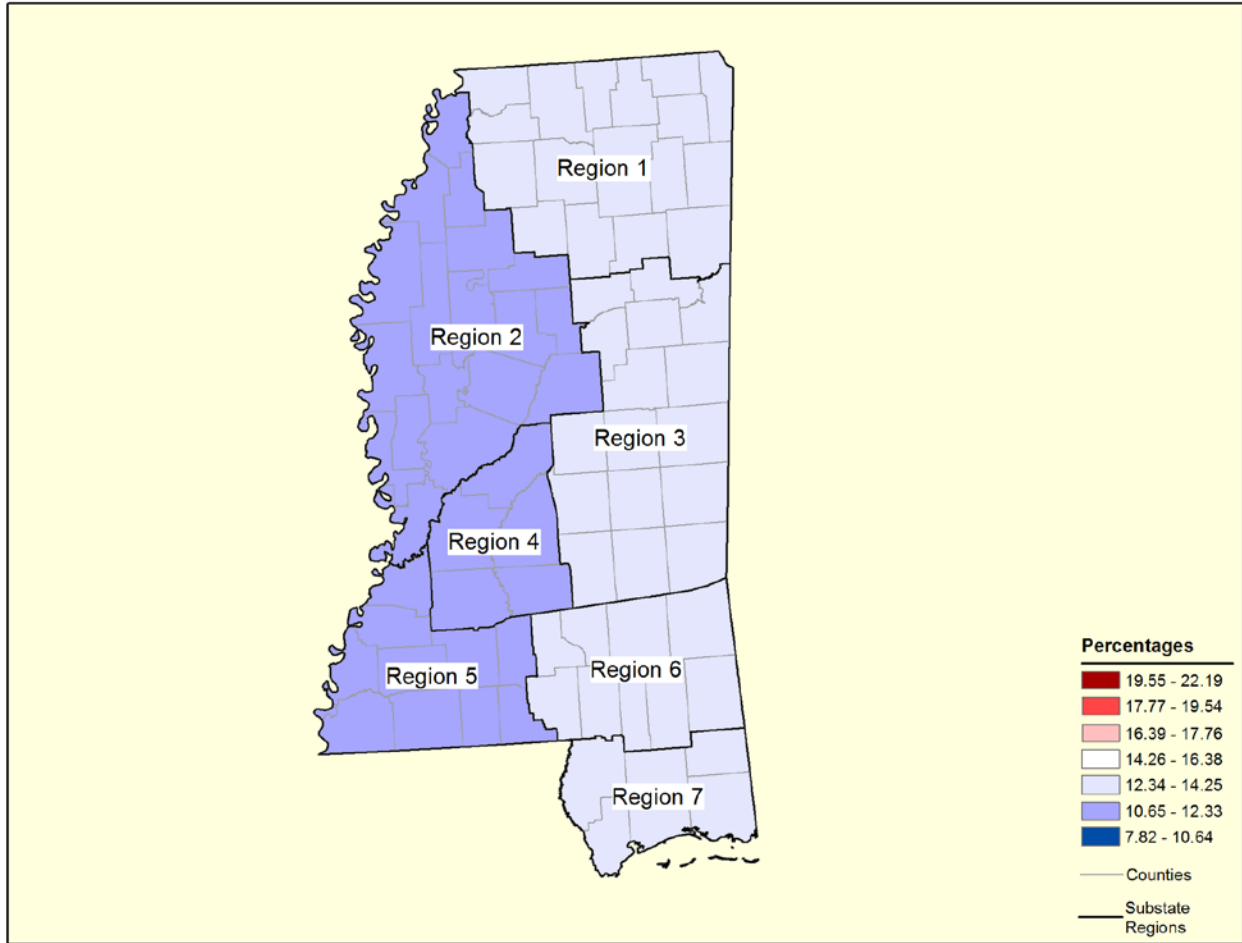 Region 1
Region 2
Region 3
Region 4
Region 5
Region 6
Region 7
Percentages
19.55 - 22.19
17.77 - 19.54
16.39 - 17.76
14.26 - 16.38
12.34 - 14.25
10.65 - 12.33
7.82 - 10.64
Counties
Substate
Regions